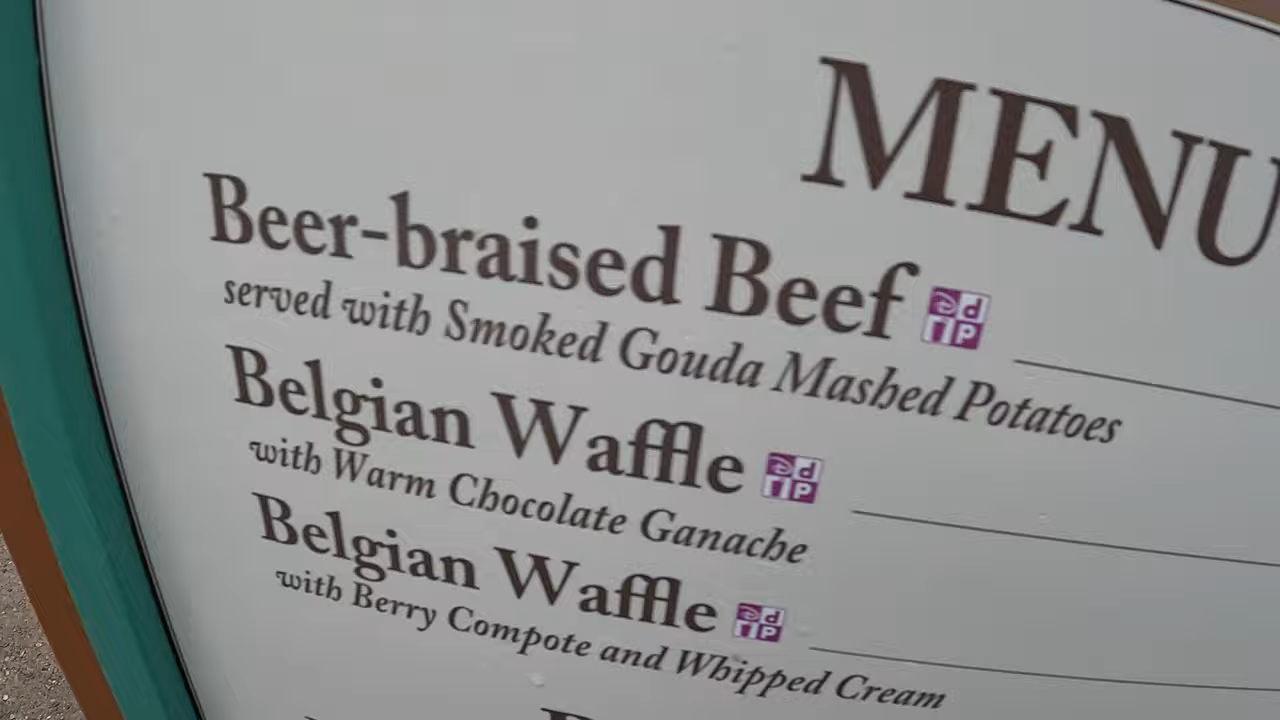 MENU
Beer-braised Beef
served with Smoked Gouda Mashed Potatoes
Belgian Waffle
with Warm Chocolate Ganache
Belgian Waffle
with Berry Compote and Whipped Cream